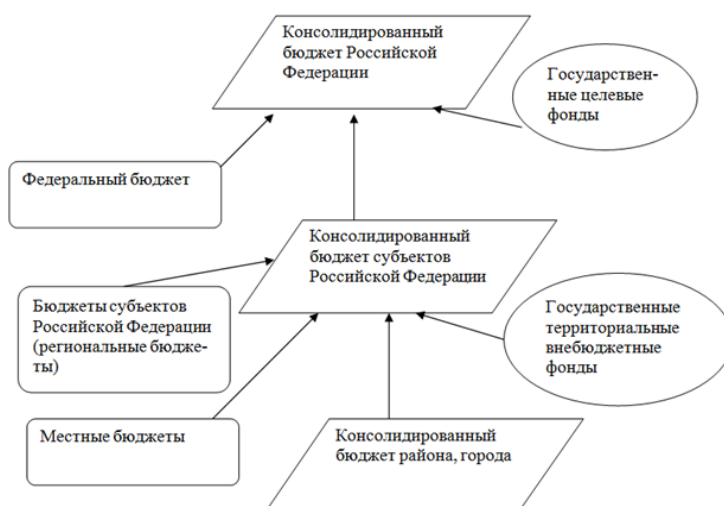 Консолидированный
бюджет Российской
Федерации
Государствен-
ные целевые
фонды
Федеральный бюджет
Консолидированный
бюджет субъектов
Российской Федерации
Бюджеты субъектов
Российской Федерации
(региональные бюдже-
ты)
Государственные
территориальные
внебюджетные
фонды
Местные бюджеты
Консолидированный
бюджет района, города